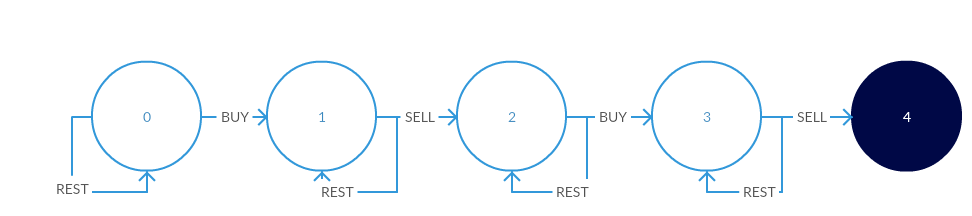 0 BUY 1 SELL 2 BUY 3 SELL 4
REST REST REST REST